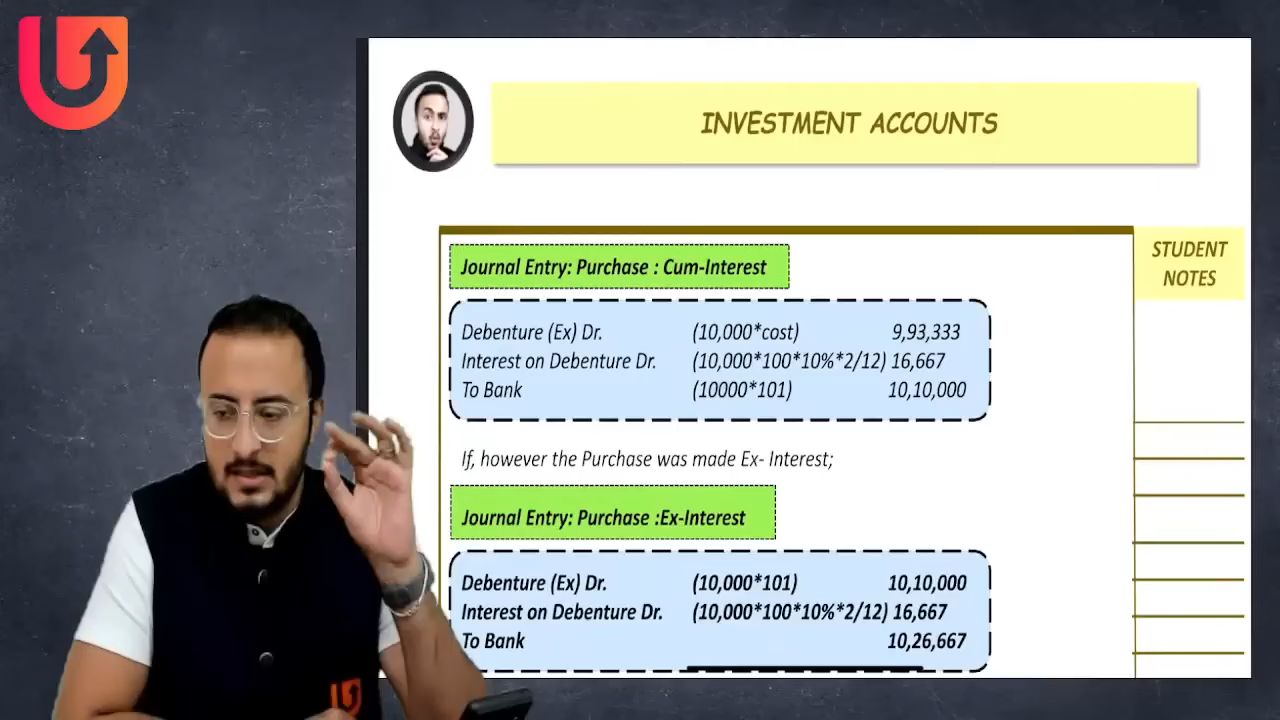 INVESTMENT ACCOUNTS
STUDENT
NOTES
Journal Entry: Purchase : Cum-Interest
Debenture (Ex) Dr. (10,000*cost) 9,93,333
Interest on Debenture Dr. (10,000*100*10%*2/12) 16,667
To Bank (10000*101) 10,10,000
If, however the Purchase was made Ex- Interest;
Journal Entry: Purchase :Ex-Interest
Debenture (Ex) Dr. (10,000*101) 10,10,000
Interest on Debenture Dr. (10,000*100*10%*2/12) 16,667
To Bank 10,26,667